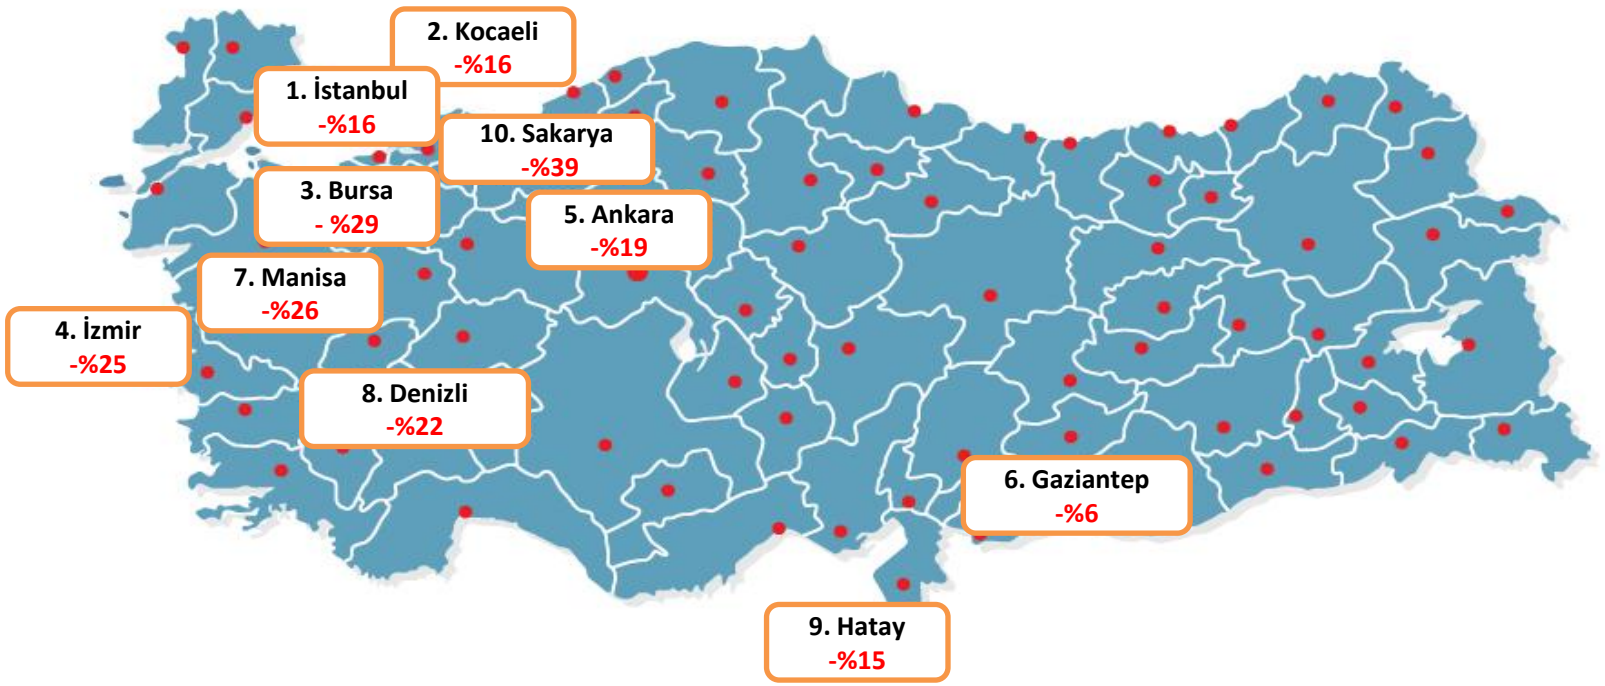 2. Kocaeli
-%16
1. İstanbul
-%16
10. Sakarya
-%39
3. Bursa
- %29
5. Ankara
-%19
7. Manisa
-%26
4. İzmir
-%25
8. Denizli
-%22
6. Gaziantep
-%6
9. Hatay
-%15